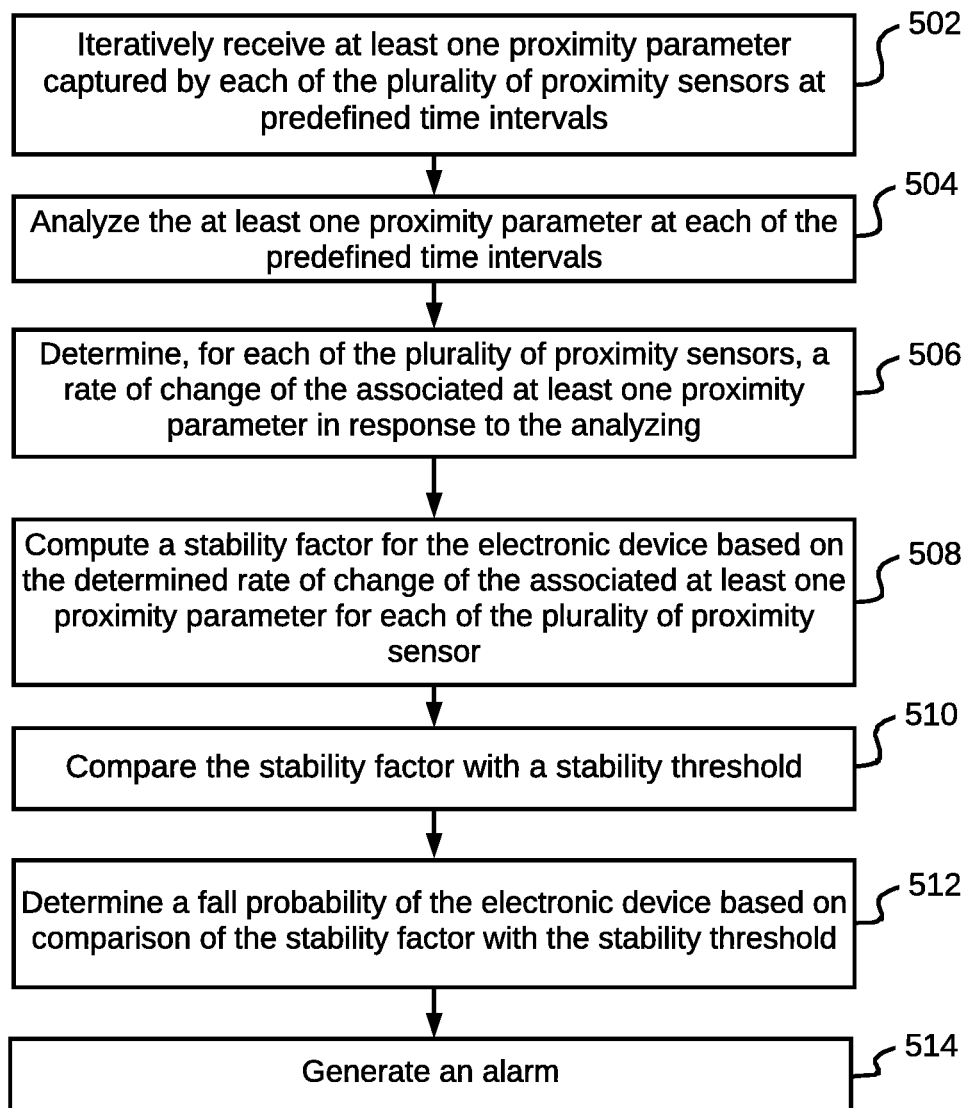 Iteratively receive at least one proximity parameter
captured by each of the plurality of proximity sensors at
predefined time intervals
502
Analyze the at least one proximity parameter at each of the
predefined time intervals
504
Determine, for each of the plurality of proximity sensors, a
rate of change of the associated at least one proximity
parameter in response to the analyzing
506
Compute a stability factor for the electronic device based on
the determined rate of change of the associated at least one
proximity parameter for each of the plurality of proximity
sensor
508
Compare the stability factor with a stability threshold
510
Determine a fall probability of the electronic device based on
comparison of the stability factor with the stability threshold
512
Generate an alarm
514